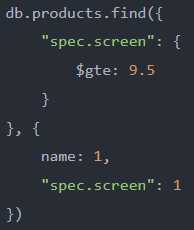 db.products.find({
    "spec.screen": {
        $gte: 9.5
    }
}, {
    name: 1,
    "spec.screen": 1
})